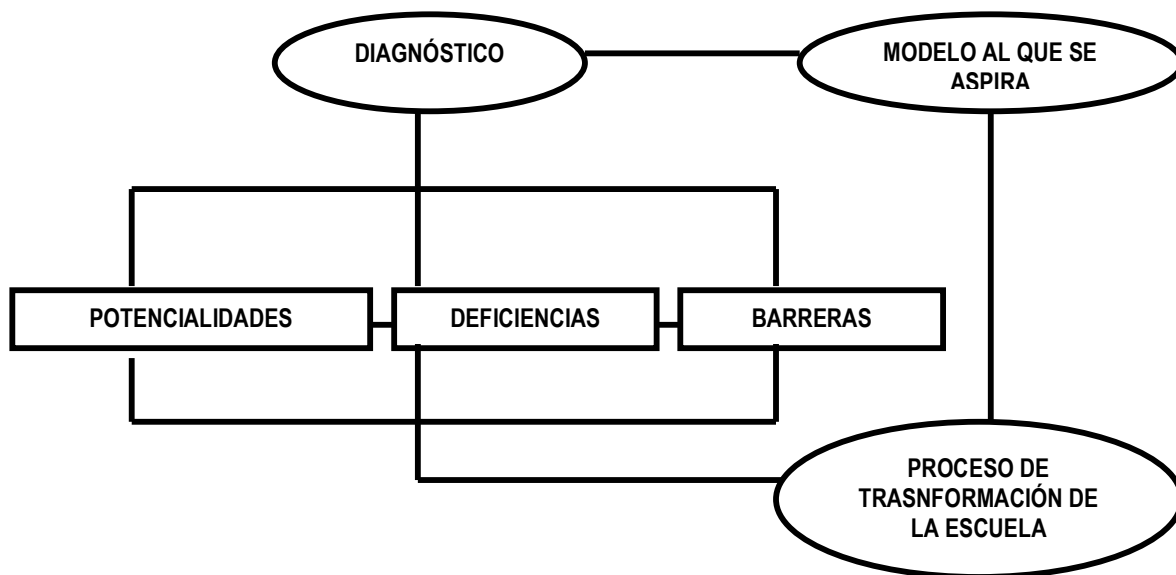 DIAGNÓSTICO
MODELO AL QUE SE
ASPIRA
POTENCIALIDADES
DEFICIENCIAS
BARRERAS
PROCESO DE
TRASNFORMACIÓN DE
LA ESCUELA